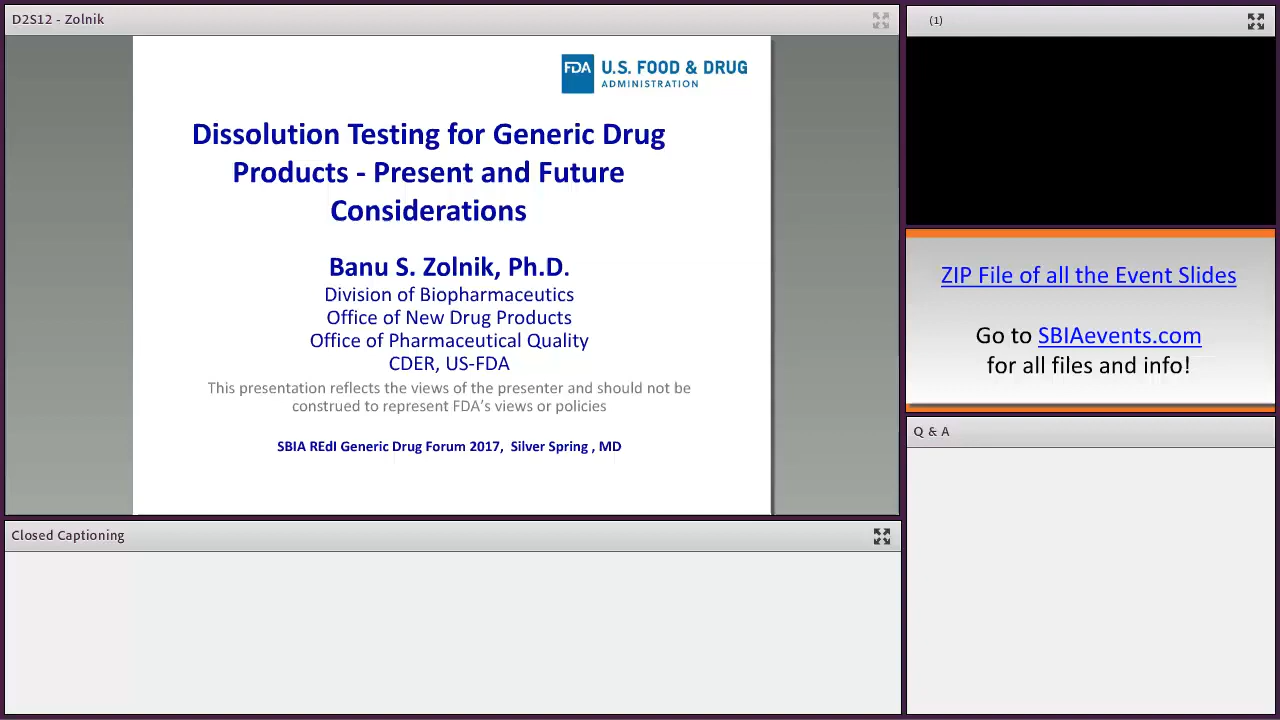 D2S12 - Zolnik
FDA U.S. FOOD & DRUG
ADMINISTRATION
Dissolution Testing for Generic Drug
Products - Present and Future
Considerations
Banu S. Zolnik, Ph.D.
Division of Biopharmaceutics
Office of New Drug Products
Office of Pharmaceutical Quality
CDER, US-FDA
This presentation reflects the views of the presenter and should not be
construed to represent FDA's views or policies
SBIA REdI Generic Drug Forum 2017, Silver Spring , MD
Closed Captioning
(1)
ZIP File of all the Event Slides
Go to SBIAevents.com
for all files and info!
Q & A